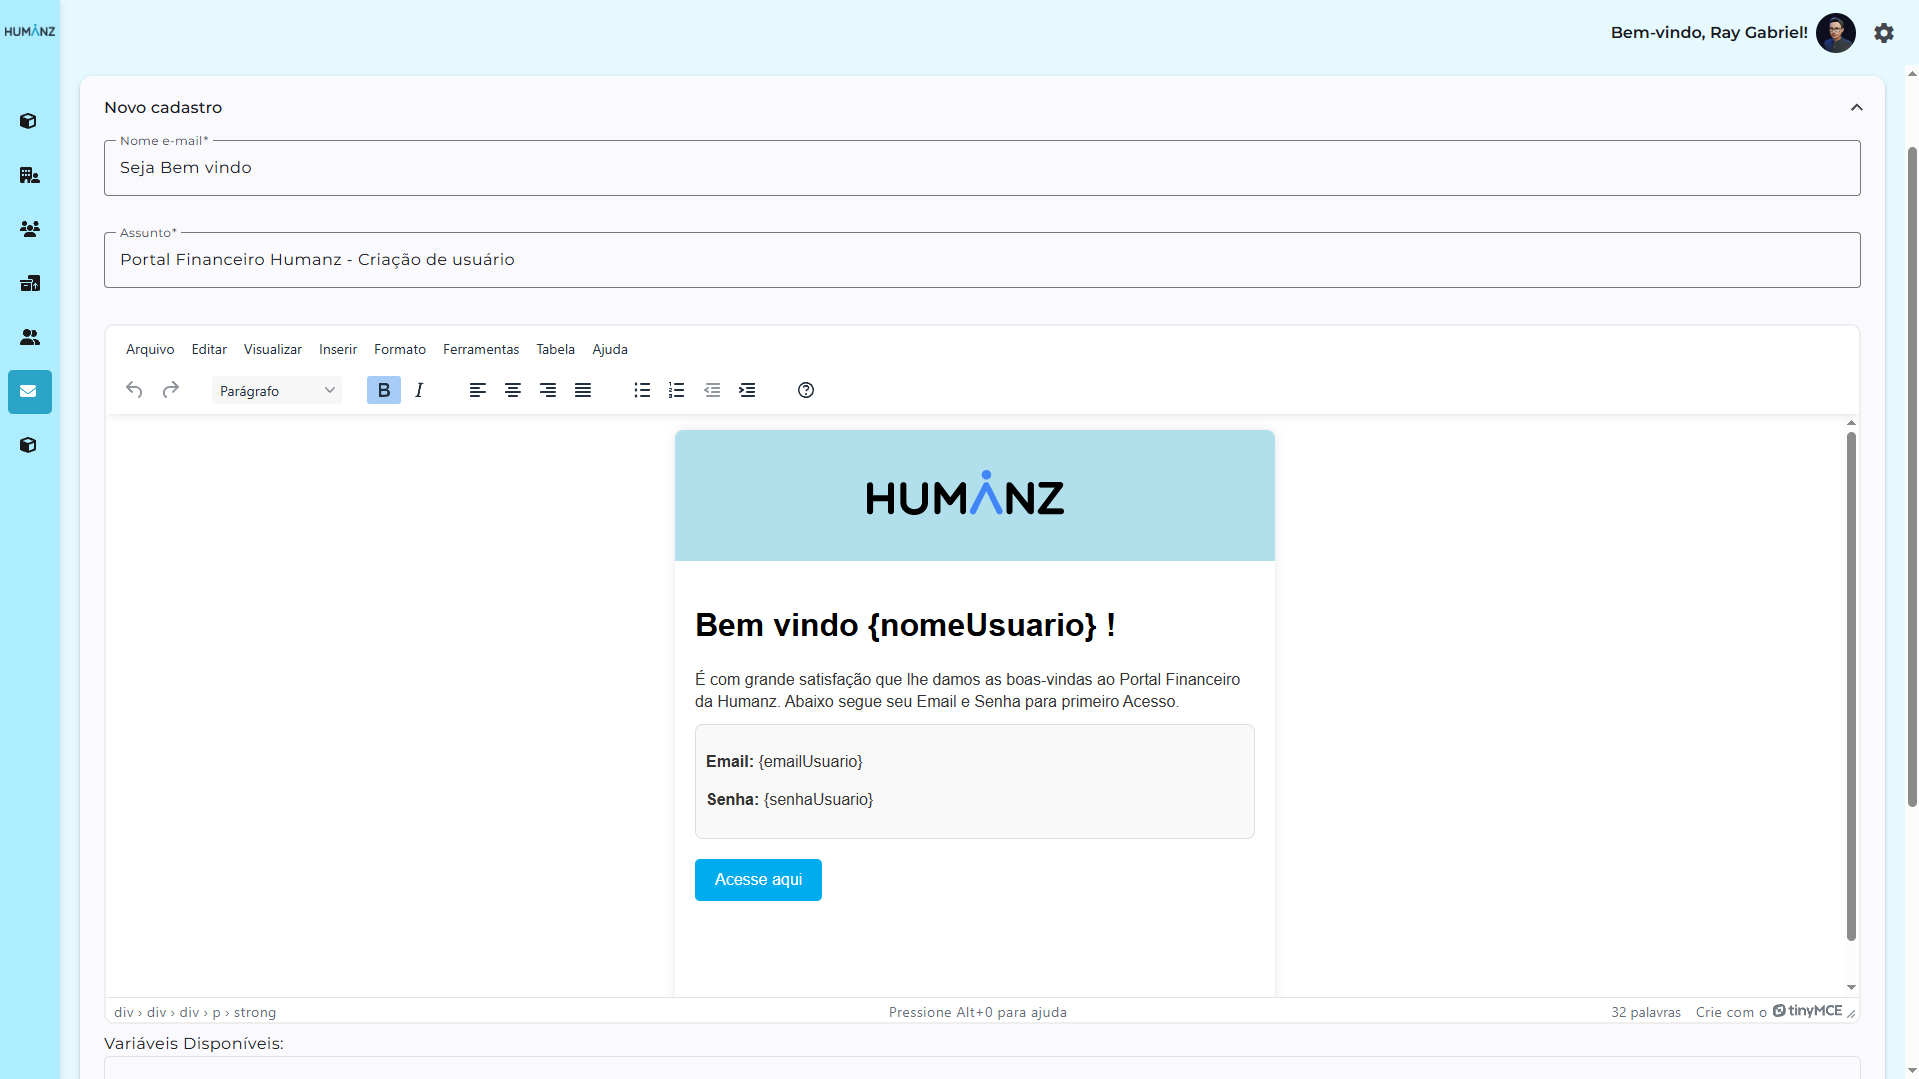 HUMANZ
Bem-vindo, Ray Gabriel!
Novo cadastro
Nome e-mail*
Seja Bem vindo
Assunto*
Portal Financeiro Humanz - Criação de usuário
Arquivo Editar Visualizar Inserir Formato Ferramentas Tabela Ajuda
Parágrafo B I
HUMANZ
Bem vindo {nomeUsuario} !
É com grande satisfação que lhe damos as boas-vindas ao Portal Financeiro
da Humanz. Abaixo segue seu Email e Senha para primeiro Acesso.
Email: {emailUsuario}
Senha: {senhaUsuario}
Acesse aqui
div › div › div › p › strong Pressione Alt+0 para ajuda 32 palavras Crie com o tinyMCE
Variáveis Disponíveis: